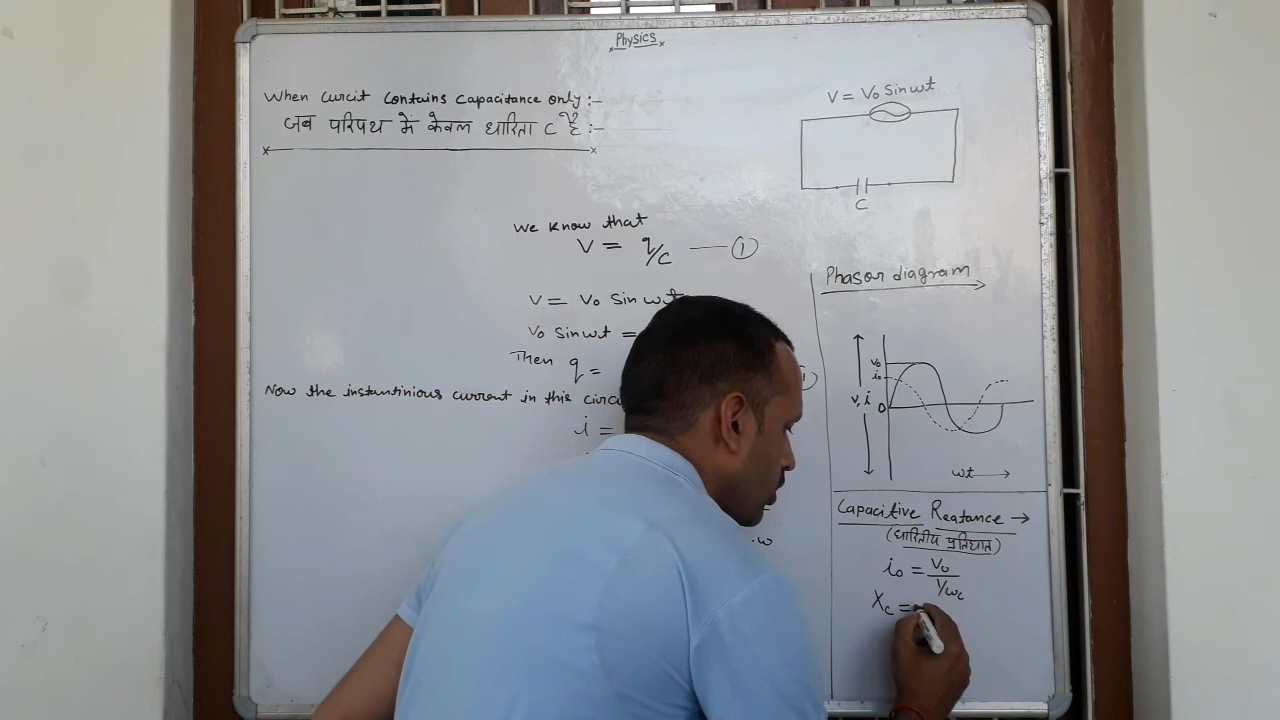 Physics
When curcit contains capacitance only:-
जब परिपथ में केवल धारिता C है:-
We know that
V = q/C — ①
V = V₀ Sin ωt
V₀ Sin ωt =
Then q =
Now the instantinious current in this
i =
V = V₀ Sin ωt
C
Phasor diagram →
V₀
i₀
v, i
0
ωt →
Capacitive Reatance →
(धारितीय प्रतिघात)
i₀ = V₀ / 1/ωc
Xc =